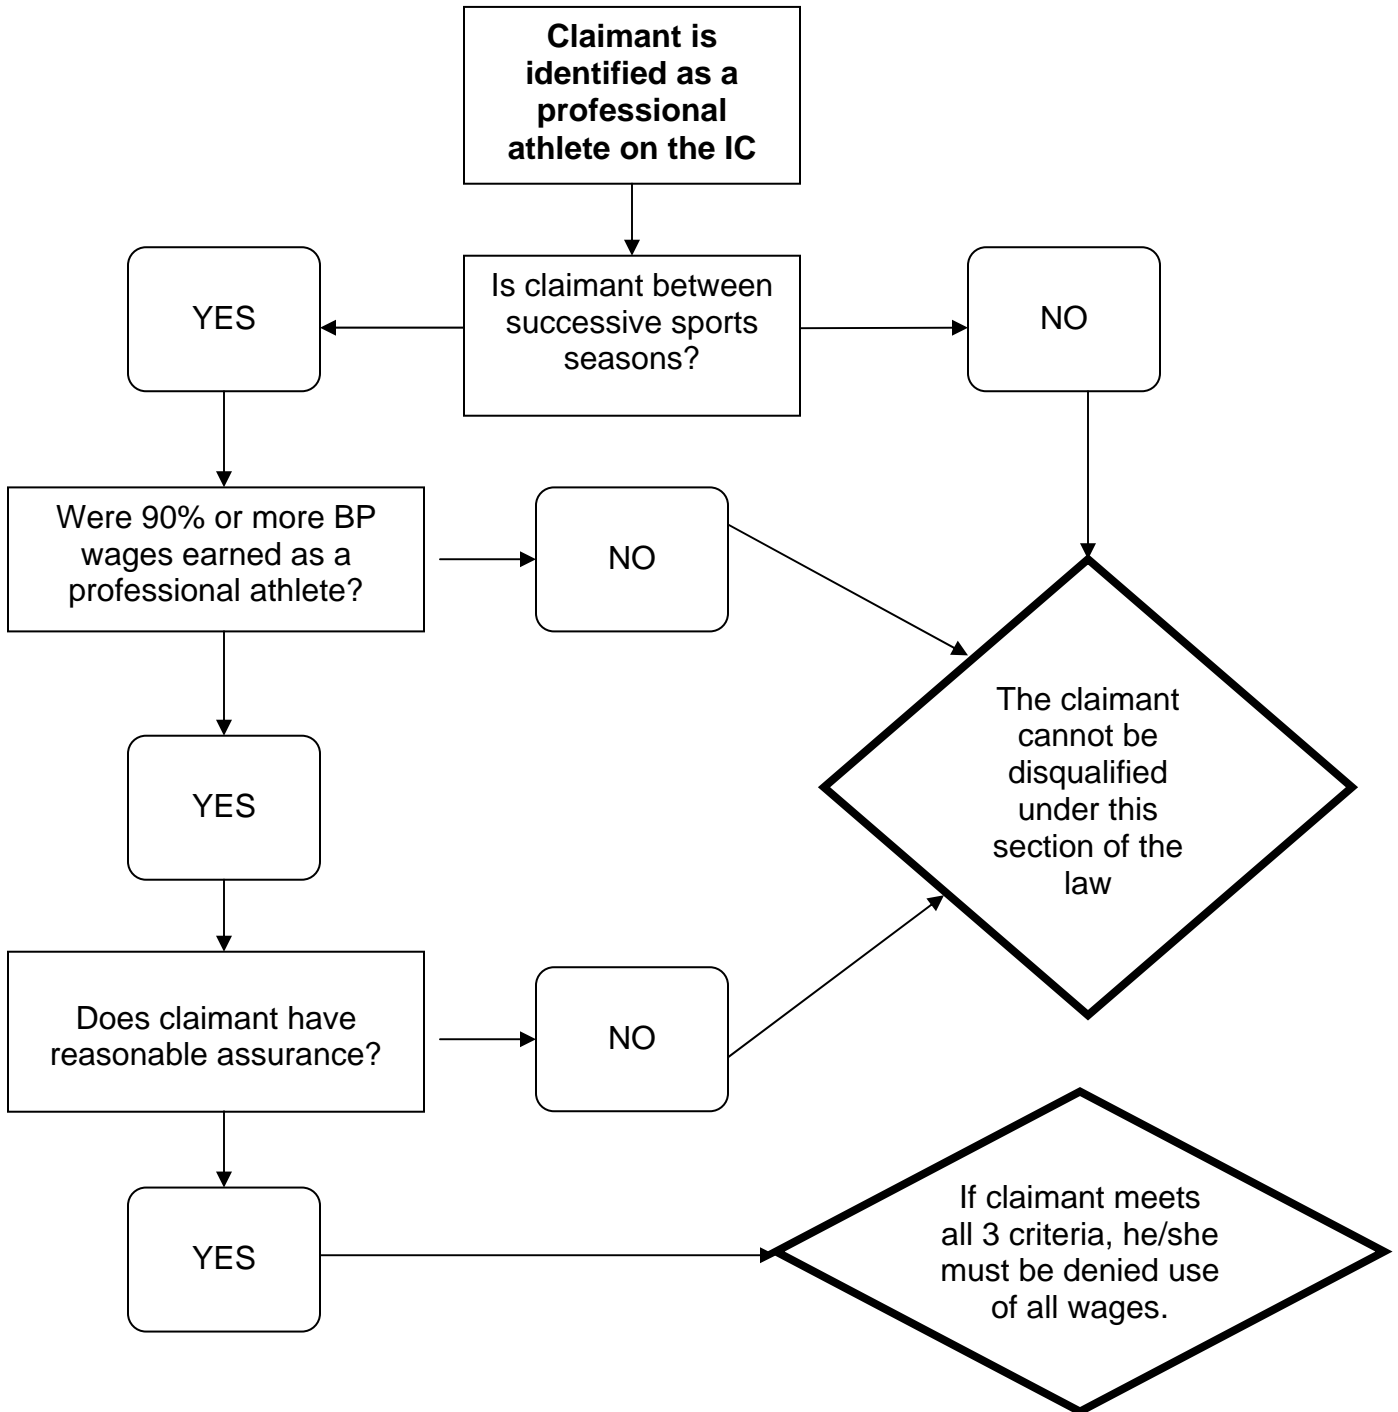 Claimant is
identified as a
professional
athlete on the IC
YES
Is claimant between
successive sports
seasons?
NO
Were 90% or more BP
wages earned as a
professional athlete?
NO
The claimant
cannot be
disqualified
under this
section of the
law
YES
Does claimant have
reasonable assurance?
NO
YES
If claimant meets
all 3 criteria, he/she
must be denied use
of all wages.